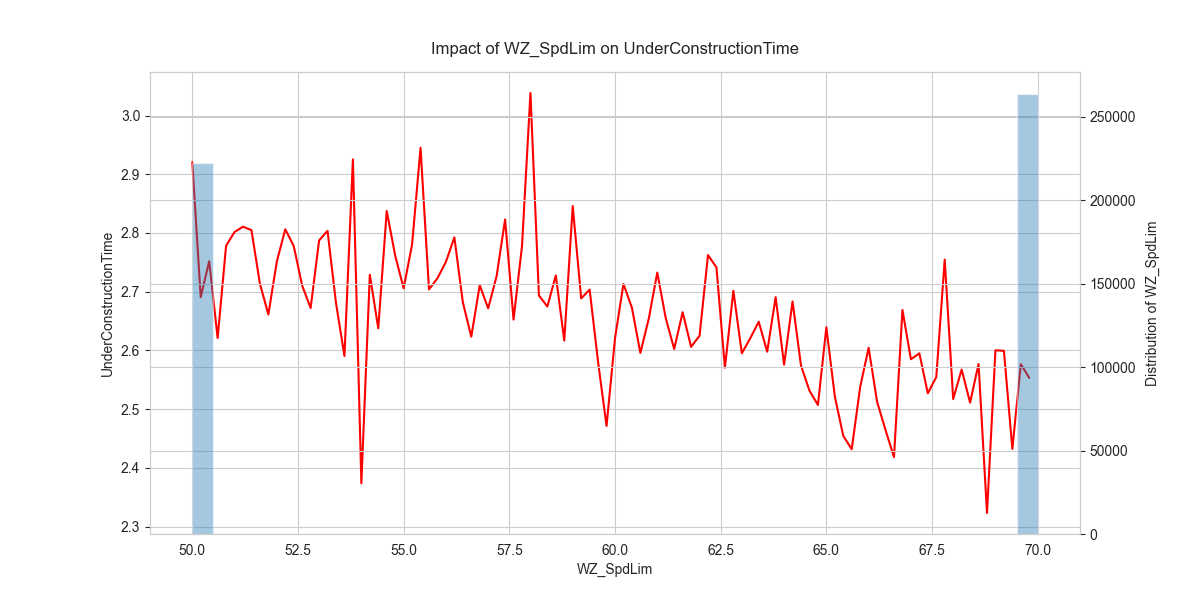 Impact of WZ_SpdLim on UnderConstructionTime
3.0
2.9
2.8
2.7
2.6
2.5
2.4
2.3
UnderConstructionTime
250000
200000
150000
100000
50000
0
Distribution of WZ_SpdLim
50.0 52.5 55.0 57.5 60.0 62.5 65.0 67.5 70.0
WZ_SpdLim